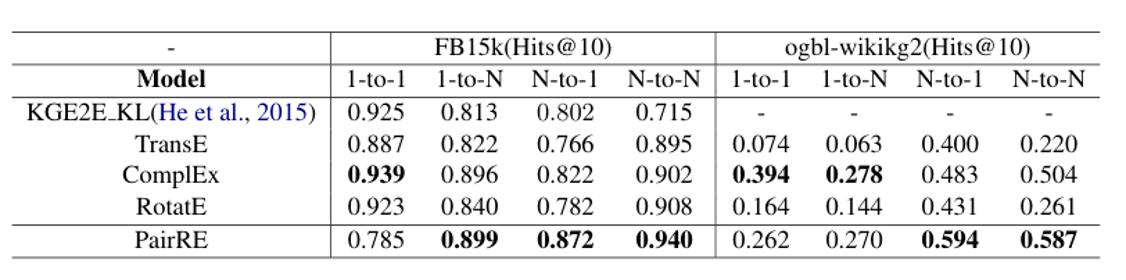 - FB15k(Hits@10) ogbl-wikikg2(Hits@10)
Model 1-to-1 1-to-N N-to-1 N-to-N 1-to-1 1-to-N N-to-1 N-to-N
KGE2E_KL(He et al., 2015) 0.925 0.813 0.802 0.715 - - - -
TransE 0.887 0.822 0.766 0.895 0.074 0.063 0.400 0.220
ComplEx 0.939 0.896 0.822 0.902 0.394 0.278 0.483 0.504
RotatE 0.923 0.840 0.782 0.908 0.164 0.144 0.431 0.261
PairRE 0.785 0.899 0.872 0.940 0.262 0.270 0.594 0.587